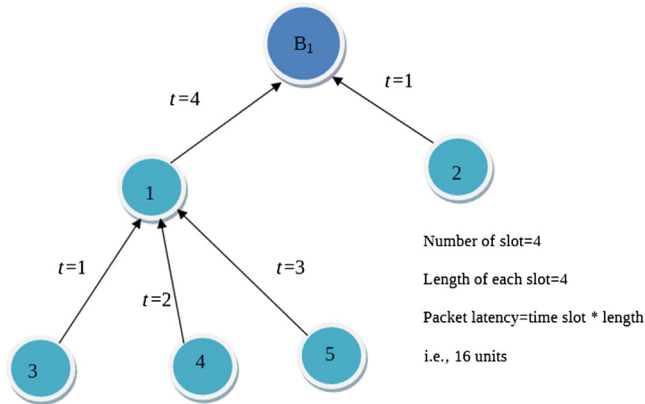 B₁
t=4
t=1
1
2
Number of slot=4
t=1
t=3
Length of each slot=4
t=2
Packet latency=time slot * length
i.e., 16 units
3
4
5